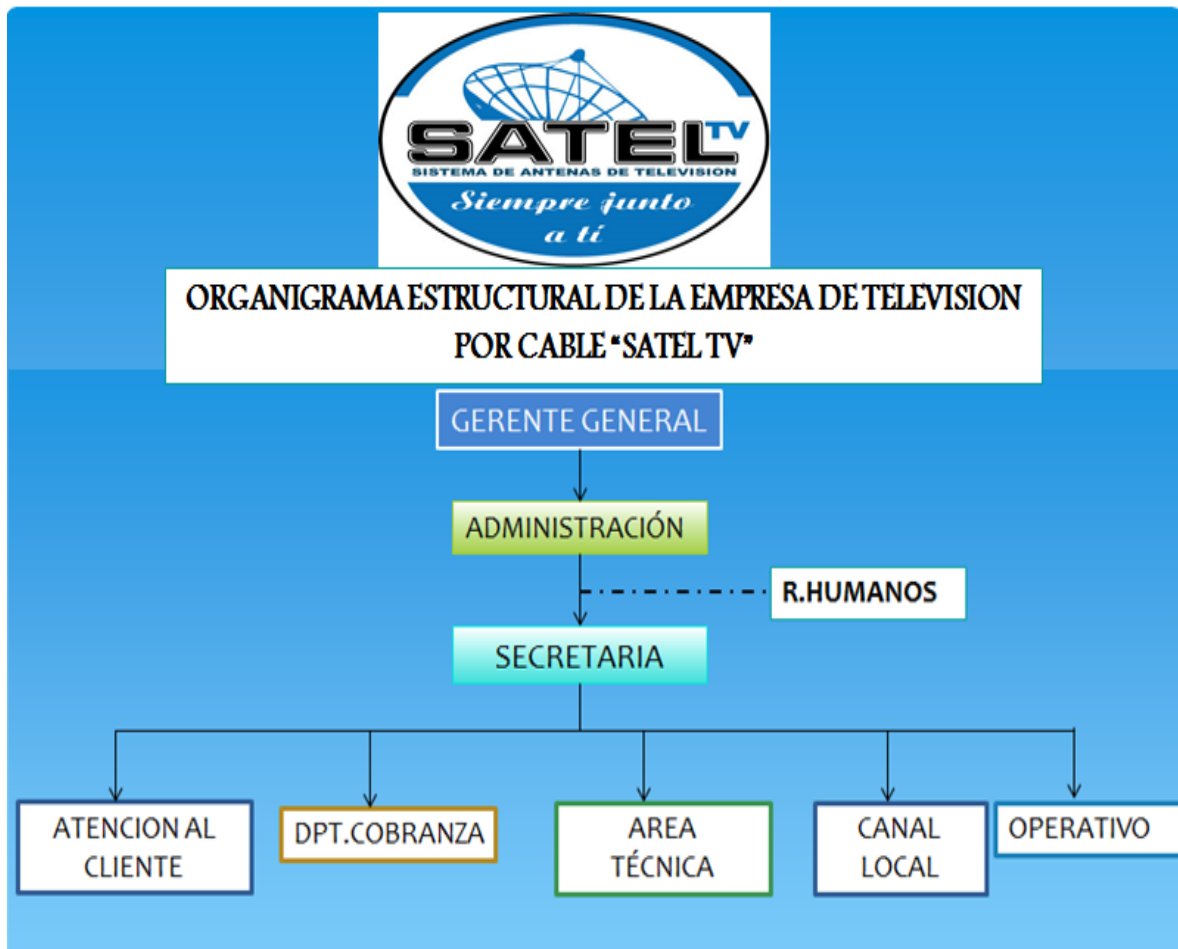 SATEL TV
SISTEMA DE ANTENAS DE TELEVISION
Siempre junto
a tí
ORGANIGRAMA ESTRUCTURAL DE LA EMPRESA DE TELEVISION
POR CABLE "SATEL TV"
GERENTE GENERAL
ADMINISTRACIÓN
R.HUMANOS
SECRETARIA
ATENCION AL
CLIENTE
DPT.COBRANZA
AREA
TÉCNICA
CANAL
LOCAL
OPERATIVO